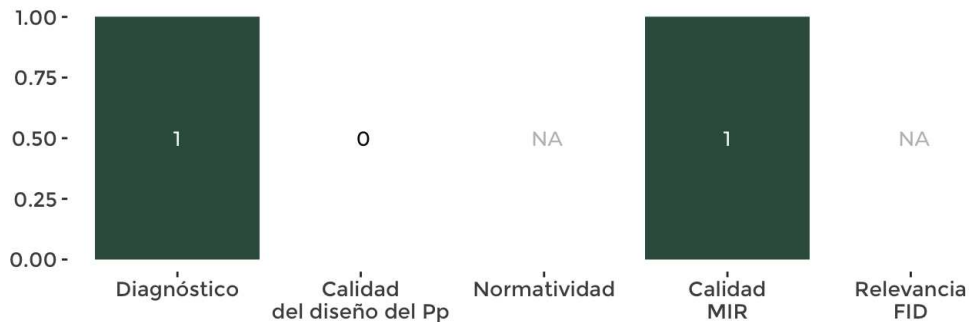 1.00
0.75
0.50
0.25
0.00
1
0
NA
1
NA
Diagnóstico
Calidad
del diseño del Pp
Normatividad
Calidad
MIR
Relevancia
FID